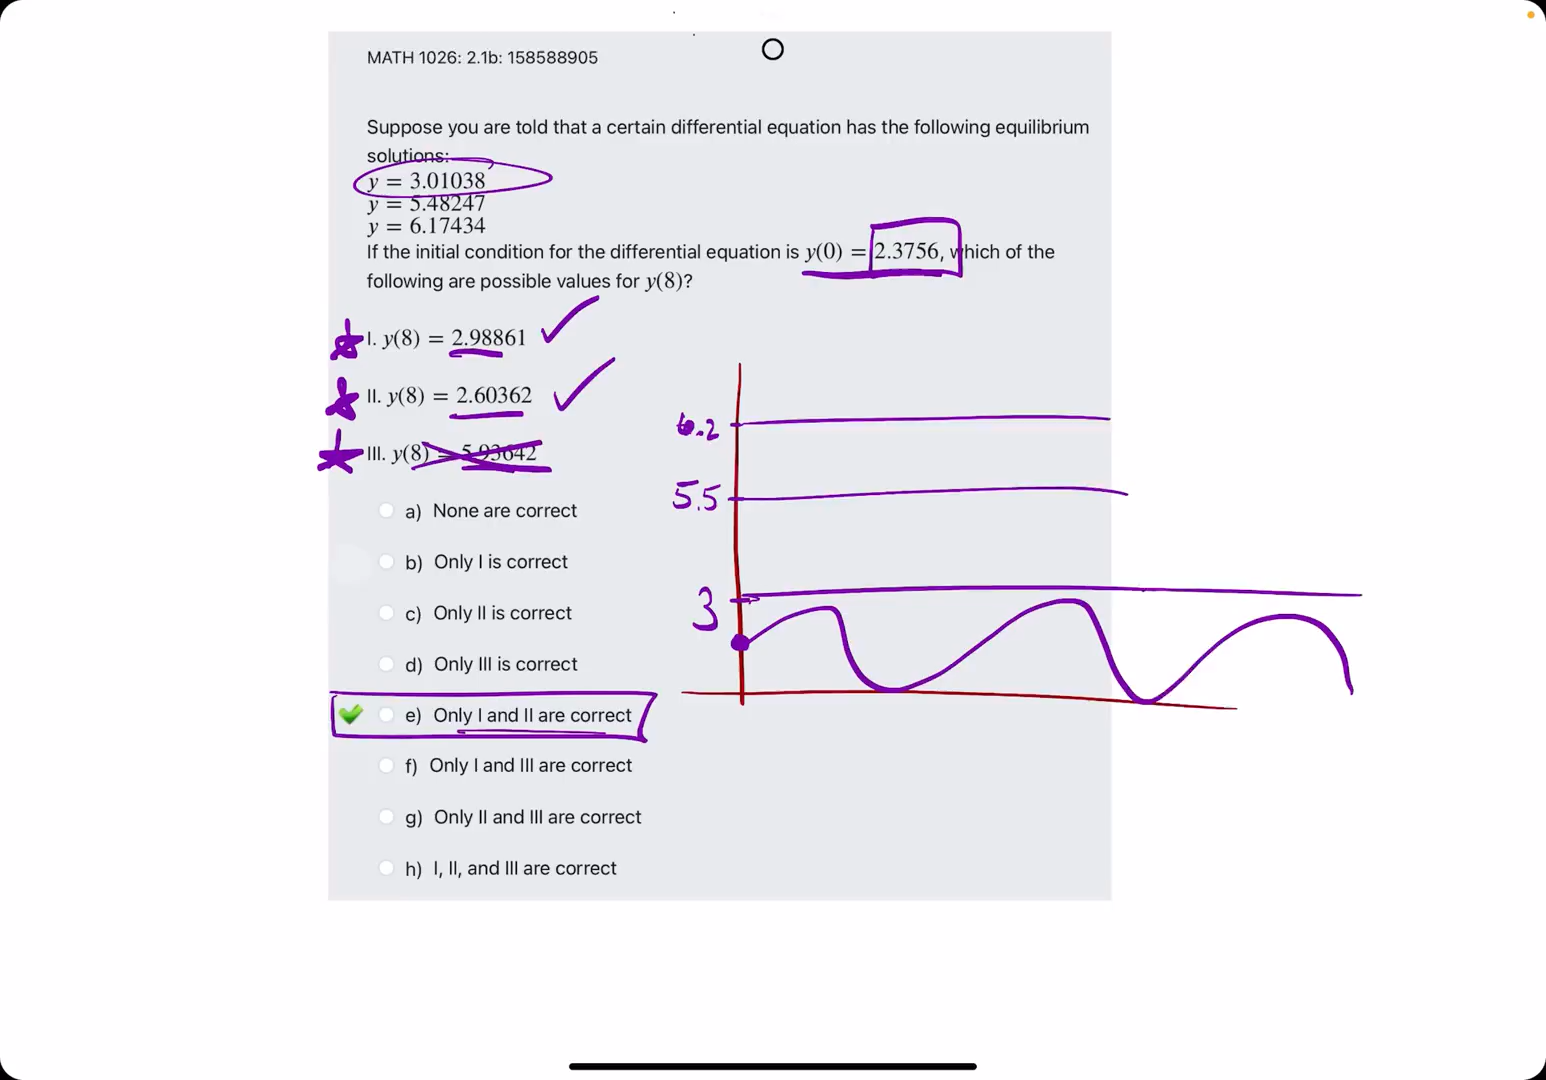 MATH 1026: 2.1b: 158588905
Suppose you are told that a certain differential equation has the following equilibrium
solutions:
y = 3.01038
y = 5.48247
y = 6.17434
If the initial condition for the differential equation is y(0) = 2.3756, which of the
following are possible values for y(8)?
I. y(8) = 2.98861
II. y(8) = 2.60362
III. y(8) = 5.93642
a) None are correct
b) Only I is correct
c) Only II is correct
d) Only III is correct
e) Only I and II are correct
f) Only I and III are correct
g) Only II and III are correct
h) I, II, and III are correct
6.2
5.5
3